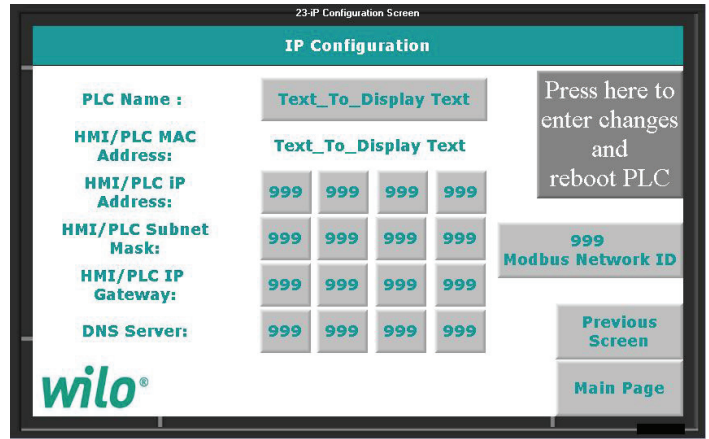 23-iP Configuration Screen
IP Configuration
PLC Name :
Text_To_Display Text
Press here to
enter changes
and
reboot PLC
HMI/PLC MAC
Address:
Text_To_Display Text
HMI/PLC iP
Address:
999 999 999 999
HMI/PLC Subnet
Mask:
999 999 999 999
999
Modbus Network ID
HMI/PLC IP
Gateway:
999 999 999 999
DNS Server:
999 999 999 999
Previous
Screen
wilo®
Main Page